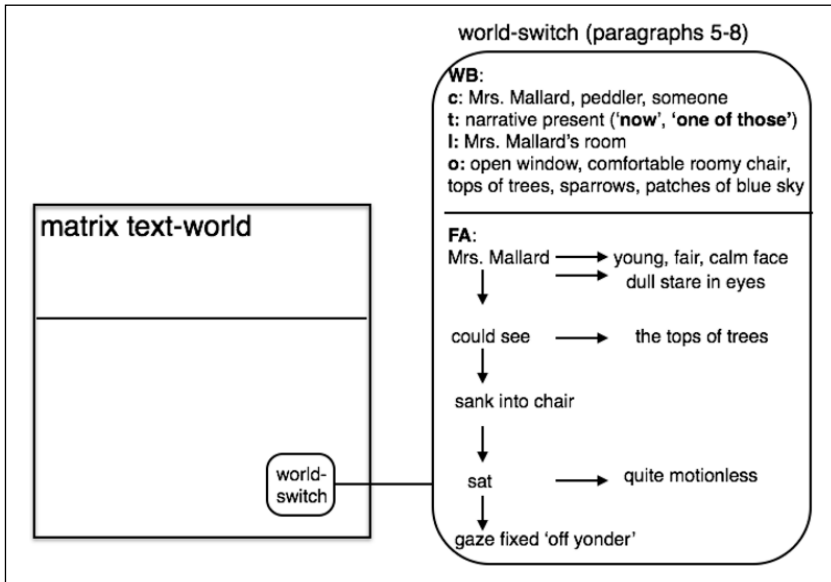 world-switch (paragraphs 5-8)
WB:
c: Mrs. Mallard, peddler, someone
t: narrative present (‘now’, ‘one of those’)
l: Mrs. Mallard’s room
o: open window, comfortable roomy chair,
tops of trees, sparrows, patches of blue sky
matrix text-world
FA:
Mrs. Mallard young, fair, calm face
dull stare in eyes
could see the tops of trees
sank into chair
world-
switch
sat quite motionless
gaze fixed ‘off yonder’